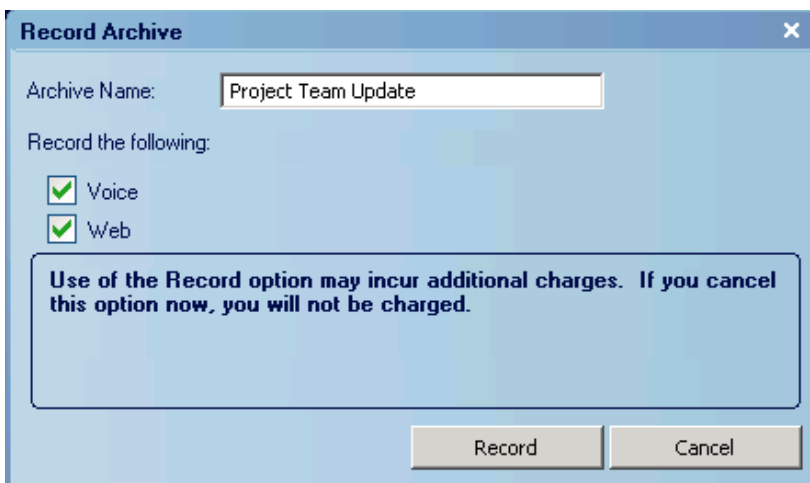 Record Archive
Archive Name: Project Team Update
Record the following:
Voice
Web
Use of the Record option may incur additional charges. If you cancel
this option now, you will not be charged.
Record Cancel